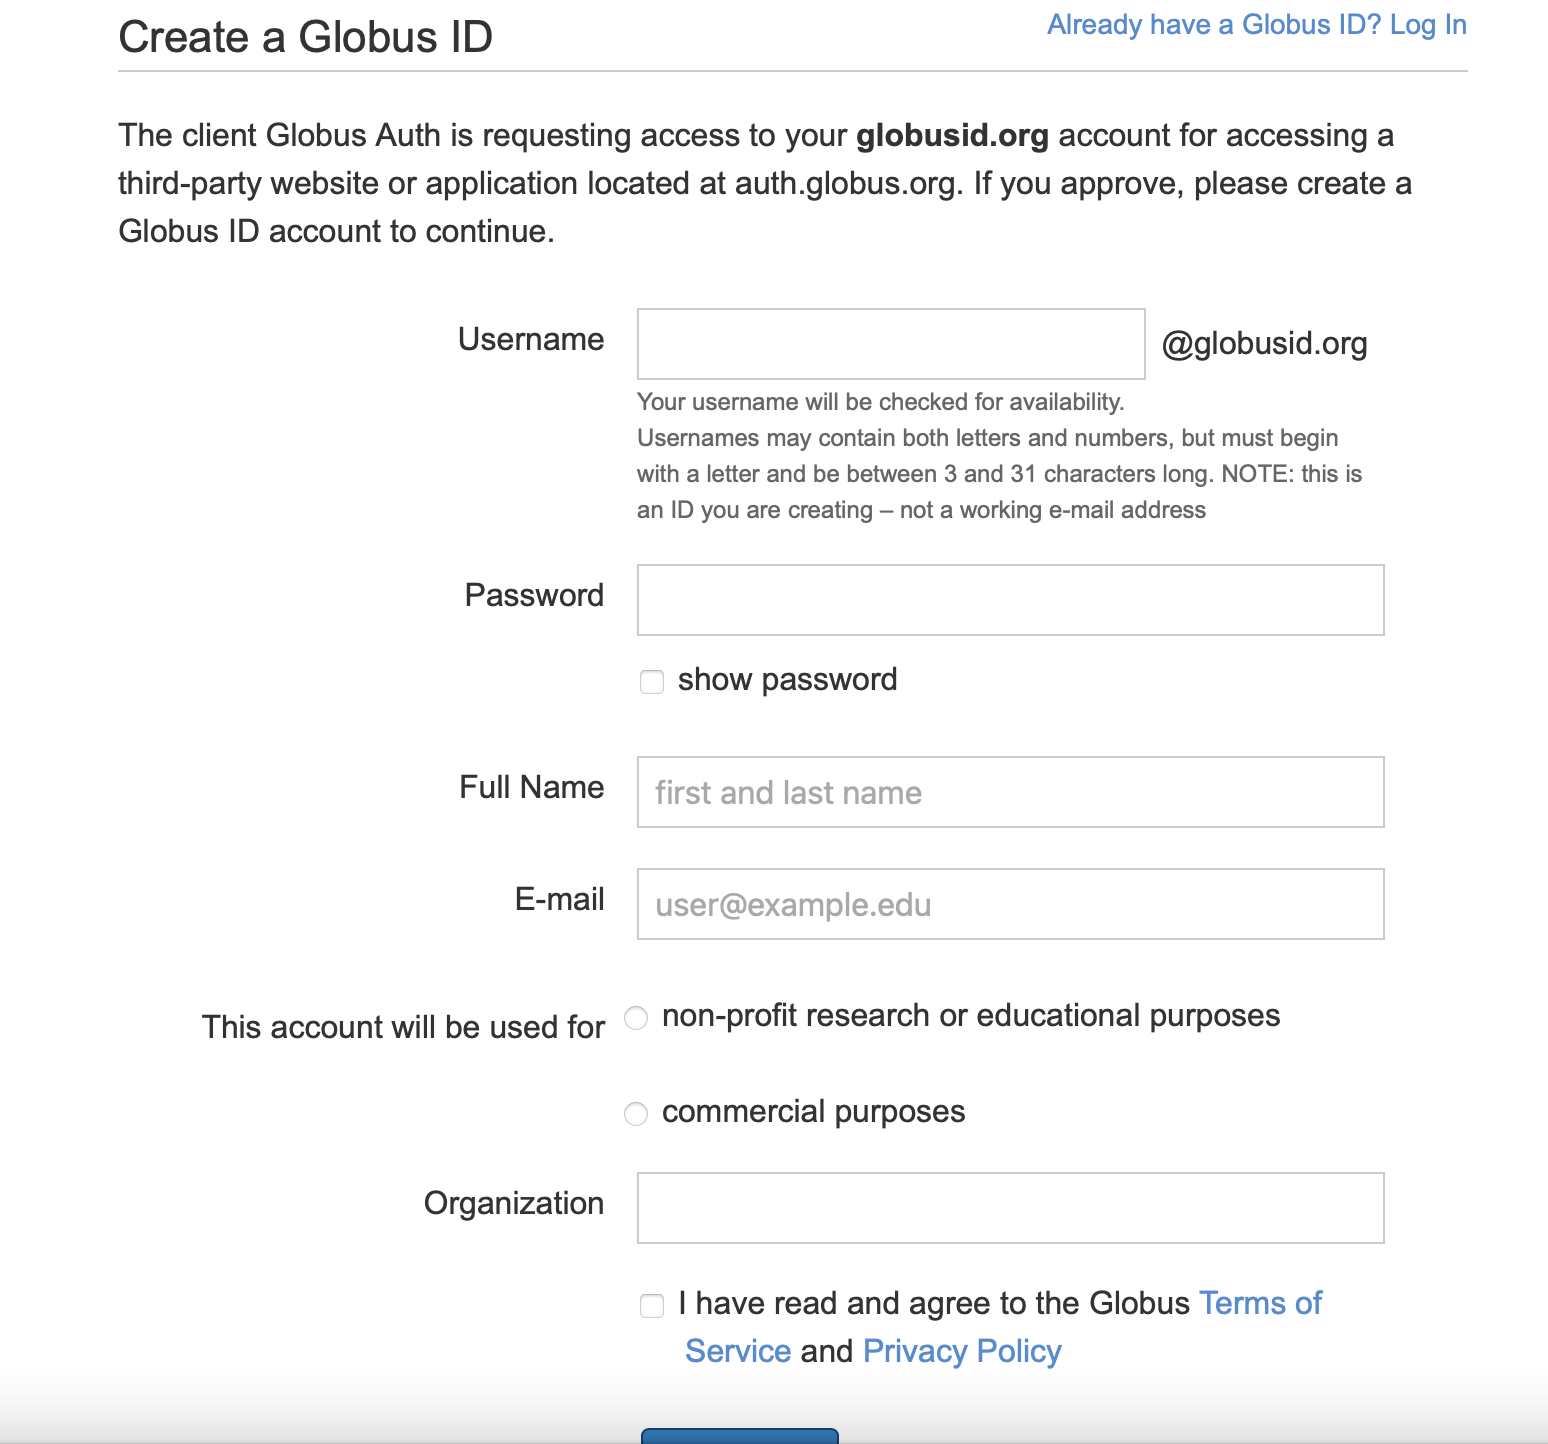 Create a Globus ID
Already have a Globus ID? Log In
The client Globus Auth is requesting access to your globusid.org account for accessing a
third-party website or application located at auth.globus.org. If you approve, please create a
Globus ID account to continue.
Username
@globusid.org
Your username will be checked for availability.
Usernames may contain both letters and numbers, but must begin
with a letter and be between 3 and 31 characters long. NOTE: this is
an ID you are creating – not a working e-mail address
Password
show password
Full Name
first and last name
E-mail
user@example.edu
This account will be used for
non-profit research or educational purposes
commercial purposes
Organization
I have read and agree to the Globus Terms of
Service and Privacy Policy